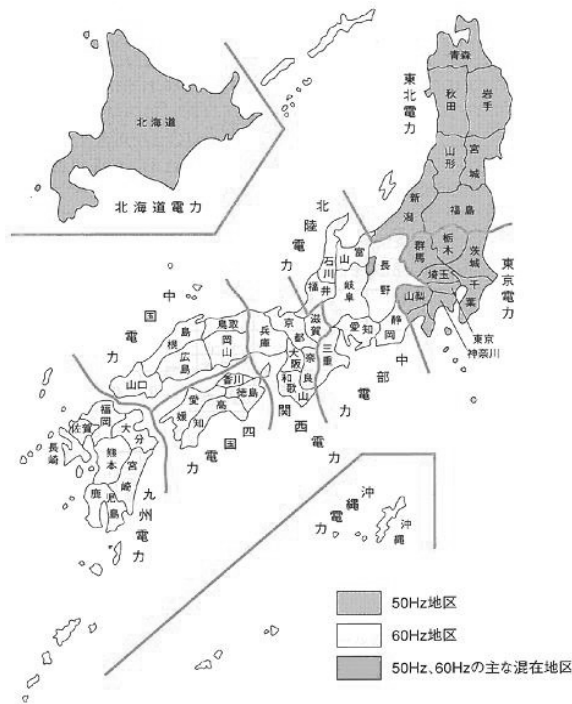 北海道
北海道電力
青森
秋田
岩手
東北電力
山形
宮城
新潟
福島
北陸電力
富山
石川
福井
長野
岐阜
群馬
栃木
茨城
埼玉
千葉
山梨
東京電力
東京
神奈川
静岡
愛知
中部電力
中国電力
鳥取
島根
岡山
広島
山口
兵庫
京都
滋賀
大阪
奈良
三重
和歌山
関西電力
香川
徳島
愛媛
高知
四国電力
福岡
佐賀
長崎
大分
熊本
宮崎
鹿児島
九州電力
沖縄電力
沖縄
50Hz地区
60Hz地区
50Hz、60Hzの主な混在地区